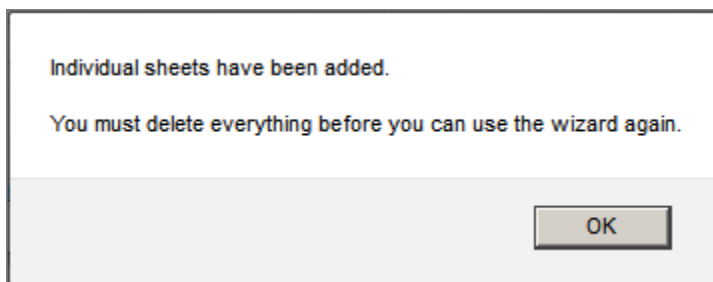 Individual sheets have been added.
You must delete everything before you can use the wizard again.
OK